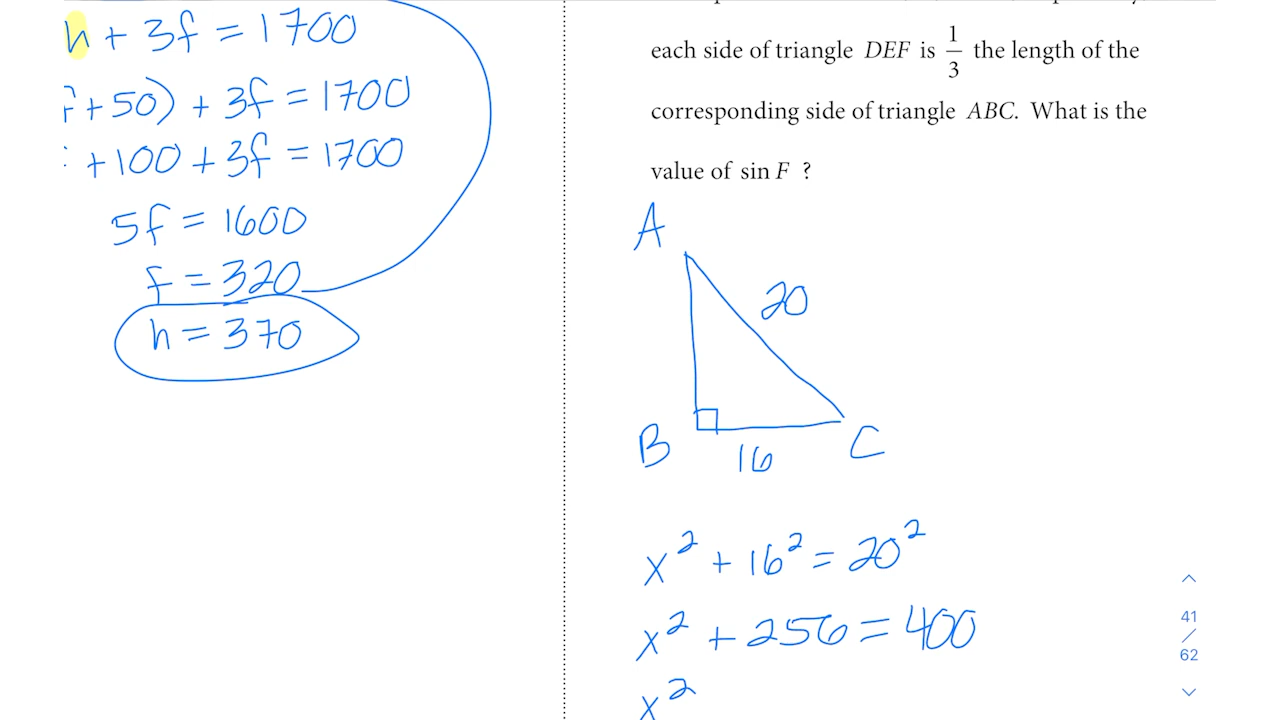 h + 3f = 1700
f + 50) + 3f = 1700
+ 100 + 3f = 1700
5f = 1600
f = 320
h = 370
each side of triangle DEF is 1/3 the length of the
corresponding side of triangle ABC. What is the
value of sin F ?
A
20
B
16
C
x² + 16² = 20²
x² + 256 = 400
x²
41
/
62